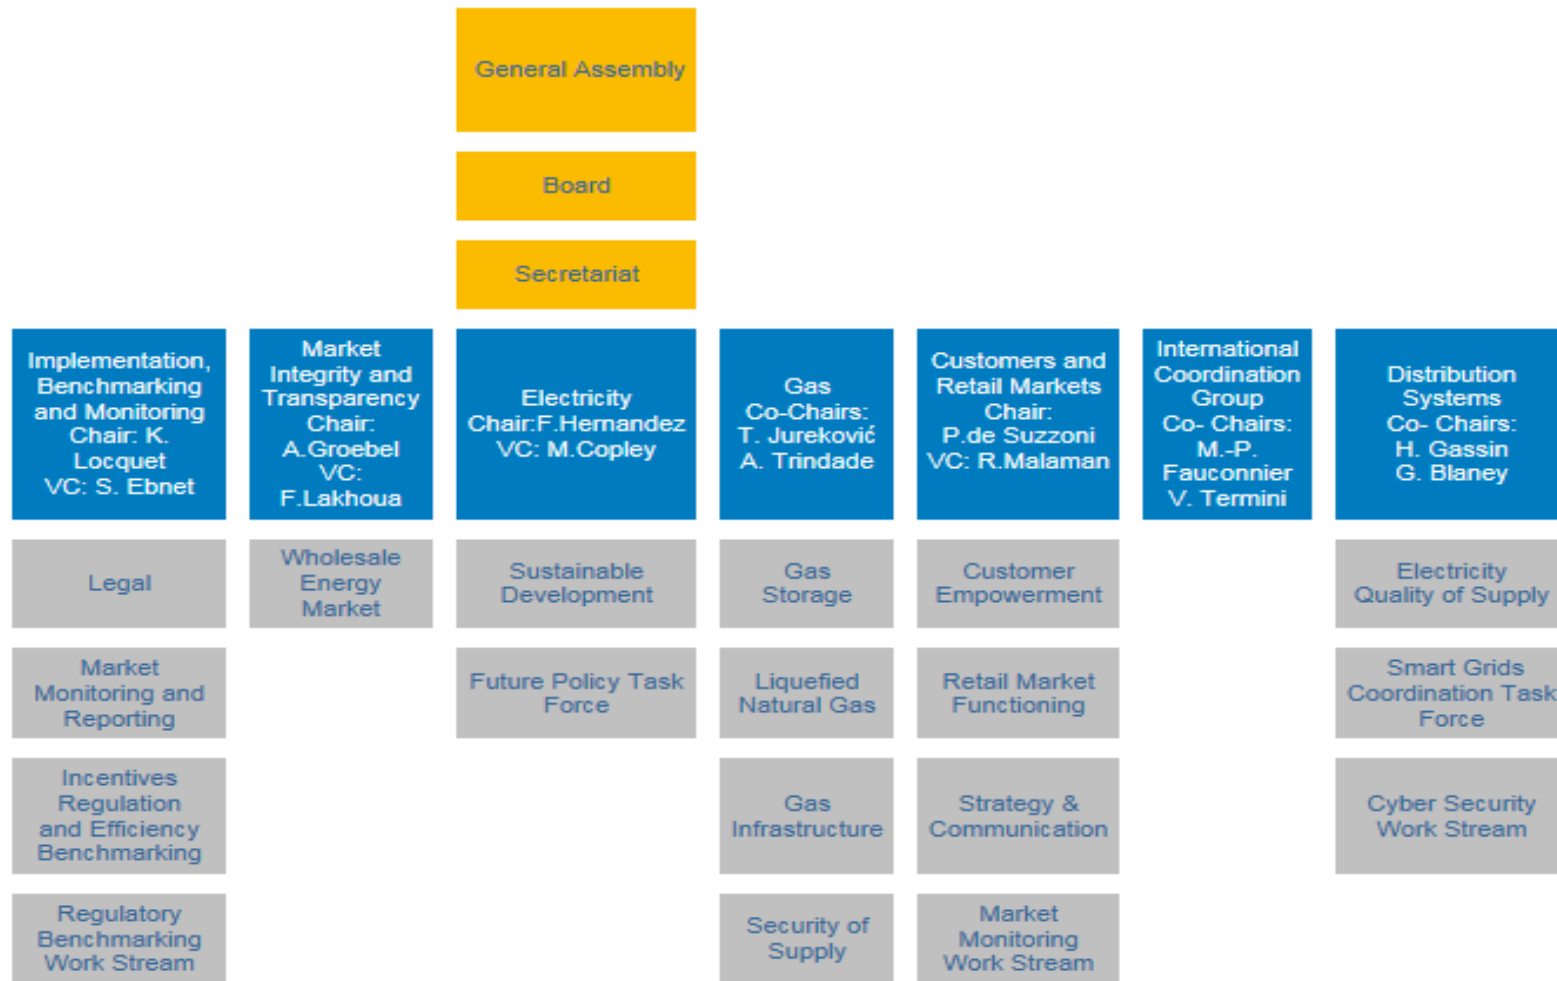 General Assembly
Board
Secretariat
Implementation,
Benchmarking
and Monitoring
Chair: K.
Locquet
VC: S. Ebnet
Market
Integrity and
Transparency
Chair:
A.Groebel
VC:
F.Lakhoua
Electricity
Chair:F.Hernandez
VC: M.Copley
Gas
Co-Chairs:
T. Jureković
A. Trindade
Customers and
Retail Markets
Chair:
P.de Suzzoni
VC: R.Malaman
International
Coordination
Group
Co- Chairs:
M.-P.
Fauconnier
V. Termini
Distribution
Systems
Co- Chairs:
H. Gassin
G. Blaney
Legal
Wholesale
Energy
Market
Sustainable
Development
Gas
Storage
Customer
Empowerment
Electricity
Quality of Supply
Market
Monitoring and
Reporting
Future Policy Task
Force
Liquefied
Natural Gas
Retail Market
Functioning
Smart Grids
Coordination Task
Force
Incentives
Regulation
and Efficiency
Benchmarking
Gas
Infrastructure
Strategy &
Communication
Cyber Security
Work Stream
Regulatory
Benchmarking
Work Stream
Security of
Supply
Market
Monitoring
Work Stream